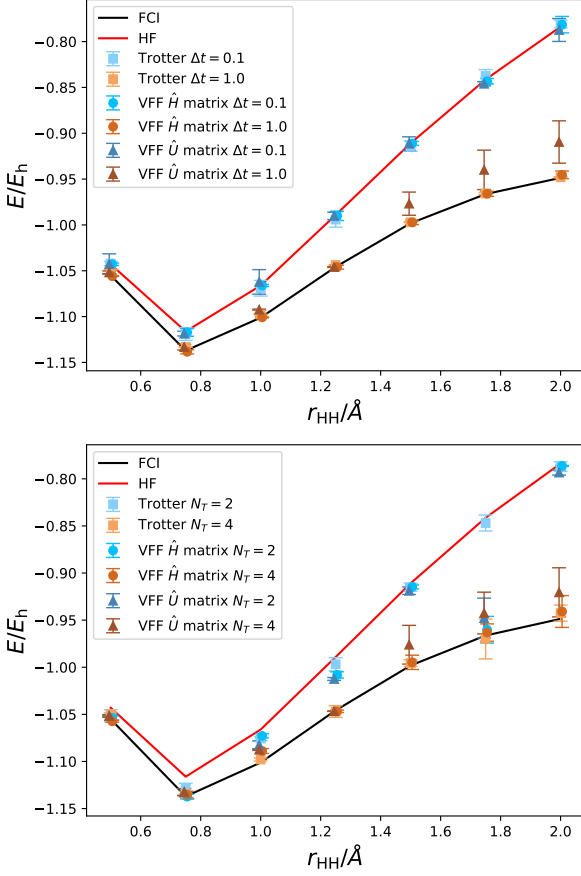 FCI
HF
Trotter Δt = 0.1
Trotter Δt = 1.0
VFF Ĥ matrix Δt = 0.1
VFF Ĥ matrix Δt = 1.0
VFF Û matrix Δt = 0.1
VFF Û matrix Δt = 1.0
E/E_h
−0.80
−0.85
−0.90
−0.95
−1.00
−1.05
−1.10
−1.15
0.6 0.8 1.0 1.2 1.4 1.6 1.8 2.0
r_HH/Å
FCI
HF
Trotter N_T = 2
Trotter N_T = 4
VFF Ĥ matrix N_T = 2
VFF Ĥ matrix N_T = 4
VFF Û matrix N_T = 2
VFF Û matrix N_T = 4
E/E_h
−0.80
−0.85
−0.90
−0.95
−1.00
−1.05
−1.10
−1.15
0.6 0.8 1.0 1.2 1.4 1.6 1.8 2.0
r_HH/Å